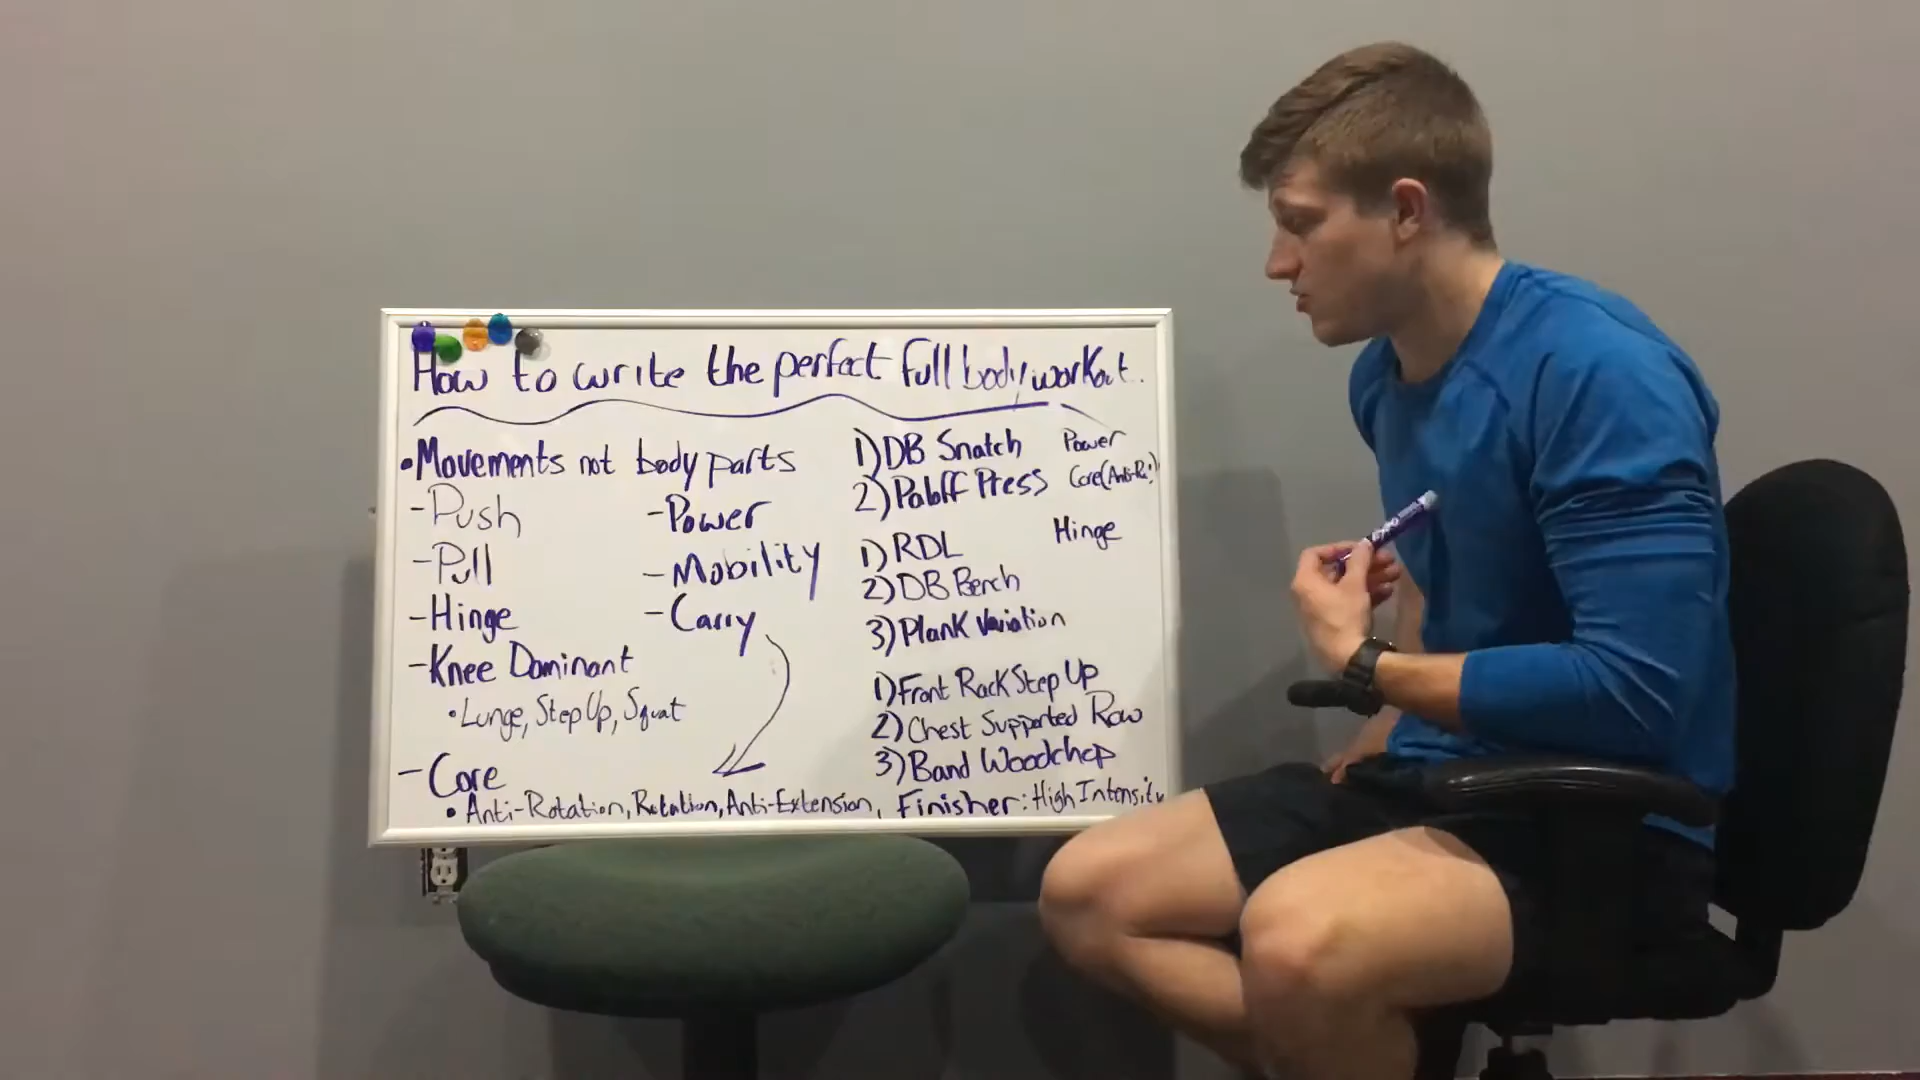 How to write the perfect full body workout.
• Movements not body parts
- Push
- Pull
- Hinge
- Knee Dominant
• Lunge, Step Up, Squat
- Power
- Mobility
- Carry
- Core
• Anti-Rotation, Rotation, Anti-Extension,
1) DB Snatch Power
2) Paloff Press Core (Anti-Ro.)
1) RDL Hinge
2) DB Bench
3) Plank Variation
1) Front Rack Step Up
2) Chest Supported Row
3) Band Woodchop
Finisher: High Intensity